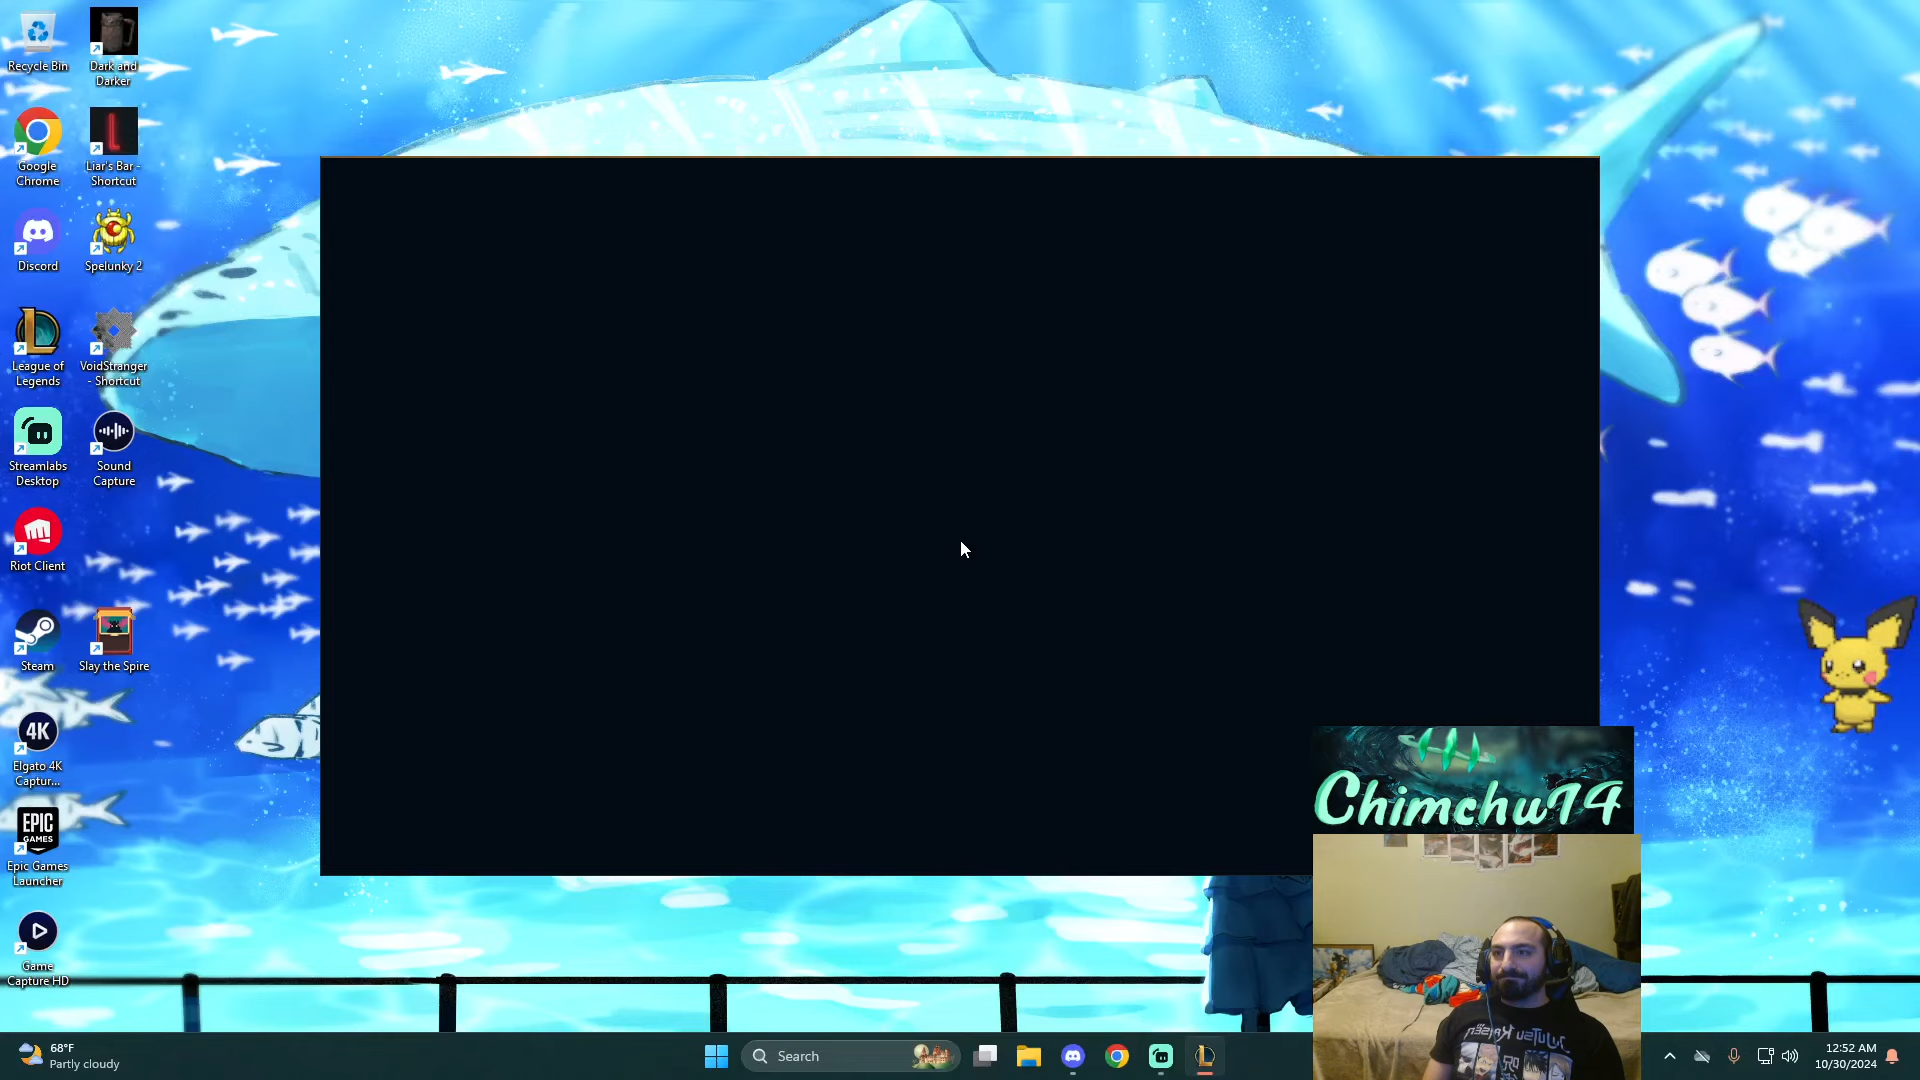 Recycle Bin
Dark and
Darker
Google
Chrome
Liar's Bar -
Shortcut
Discord
Spelunky 2
League of
Legends
VoidStranger
- Shortcut
Streamlabs
Desktop
Sound
Capture
Riot Client
Steam
Slay the Spire
4K
Elgato 4K
Captur...
EPIC
GAMES
Epic Games
Launcher
Game
Capture HD
Chimchu14
68°F
Partly cloudy
Search
12:52 AM
10/30/2024